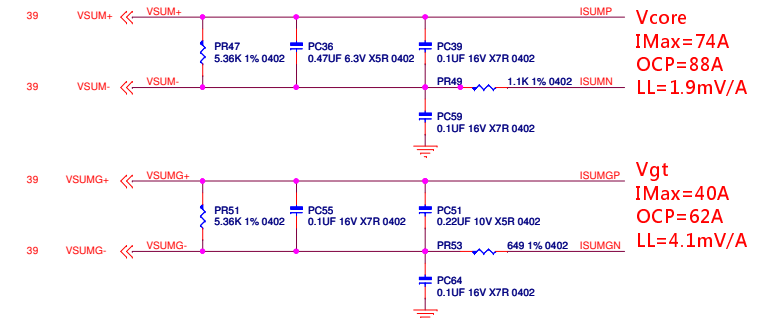 39 VSUM+ VSUM+ ISUMP
PR47
5.36K 1% 0402
PC36
0.47UF 6.3V X5R 0402
PC39
0.1UF 16V X7R 0402
39 VSUM- VSUM- PR49 1.1K 1% 0402 ISUMN
PC59
0.1UF 16V X7R 0402
Vcore
IMax=74A
OCP=88A
LL=1.9mV/A
39 VSUMG+ VSUMG+ ISUMGP
PR51
5.36K 1% 0402
PC55
0.1UF 16V X7R 0402
PC51
0.22UF 10V X5R 0402
39 VSUMG- VSUMG- PR53 649 1% 0402 ISUMGN
PC64
0.1UF 16V X7R 0402
Vgt
IMax=40A
OCP=62A
LL=4.1mV/A